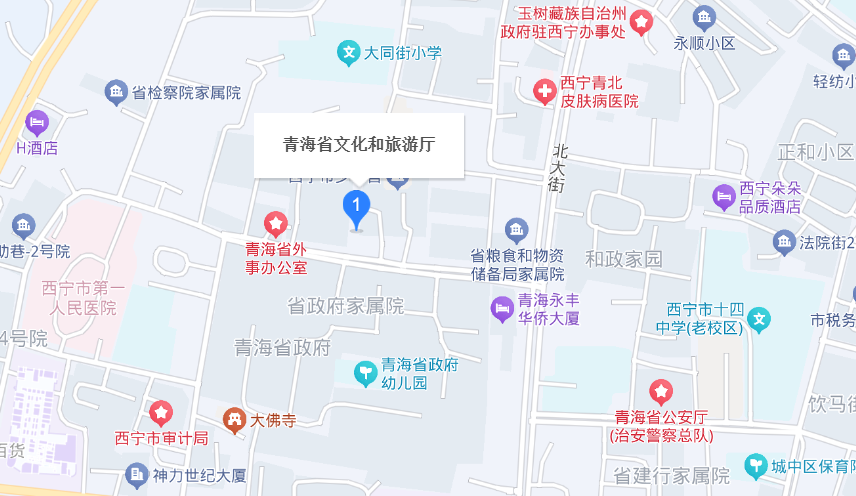 玉树藏族自治州
政府驻西宁办事处
永顺小区
大同街小学
轻纺小
西宁青北
皮肤病医院
省检察院家属院
H酒店
青海省文化和旅游厅
北大街
正和小区
1
西宁朵朵
品质酒店
助巷-2号院
青海省外
事办公室
省粮食和物资
储备局家属院
和政家园
法院街2
西宁市第一
人民医院
省政府家属院
青海永丰
华侨大厦
西宁市十四
中学(老校区)
市税务
4号院
青海省政府
青海省政府
幼儿园
饮马街
西宁市审计局
大佛寺
青海省公安厅
(治安警察总队)
百货
神力世纪大厦
省建行家属院
城中区保育院